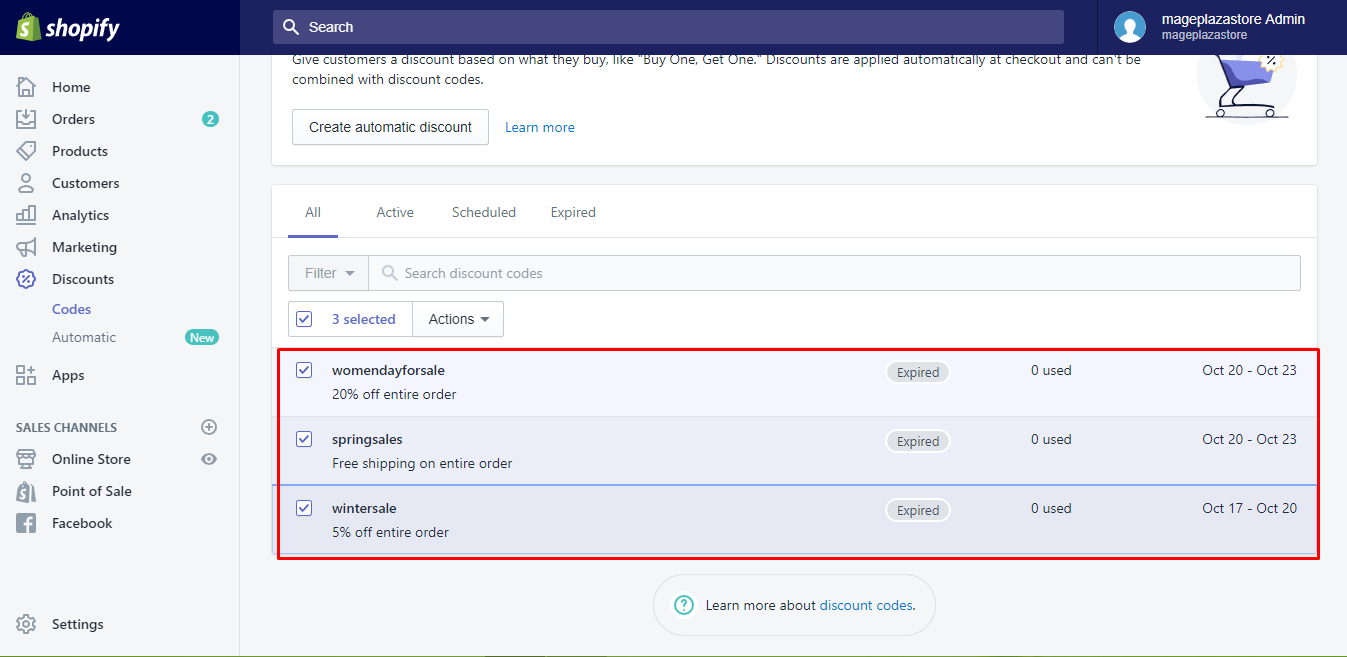 shopify
Search
mageplazastore Admin
mageplazastore
Home
Orders 2
Products
Customers
Analytics
Marketing
Discounts
Codes
Automatic New
Apps
SALES CHANNELS
Online Store
Point of Sale
Facebook
Settings
Give customers a discount based on what they buy, like "Buy One, Get One." Discounts are applied automatically at checkout and can't be
combined with discount codes.
Create automatic discount Learn more
All Active Scheduled Expired
Filter Search discount codes
3 selected Actions
womendayforsale Expired 0 used Oct 20 - Oct 23
20% off entire order
springsales Expired 0 used Oct 20 - Oct 23
Free shipping on entire order
wintersale Expired 0 used Oct 17 - Oct 20
5% off entire order
? Learn more about discount codes.